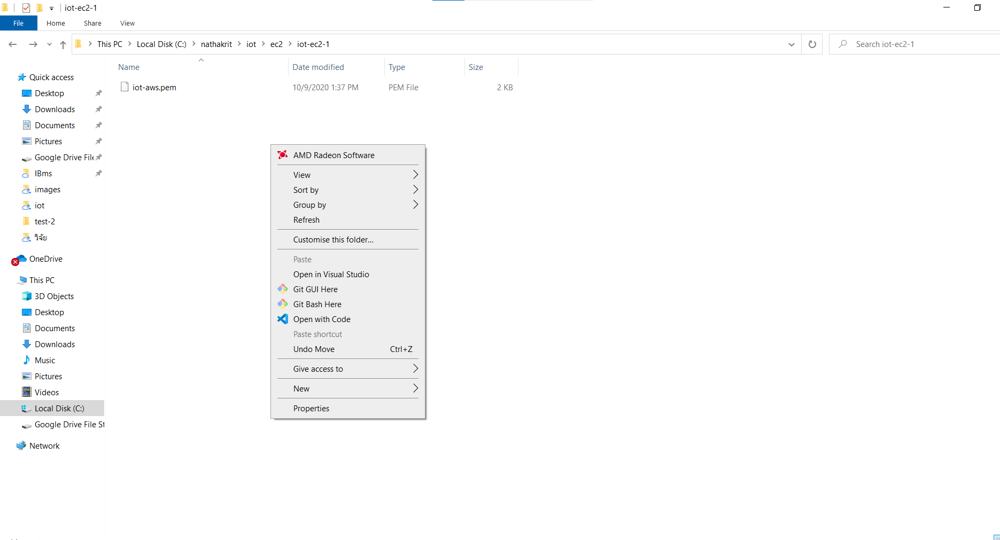 iot-ec2-1
File Home Share View
This PC Local Disk (C:) nathakrit iot ec2 iot-ec2-1
Search iot-ec2-1
Name Date modified Type Size
iot-aws.pem 10/9/2020 1:37 PM PEM File 2 KB
Quick access
Desktop
Downloads
Documents
Pictures
Google Drive File
IBms
images
iot
test-2
วิจัย
OneDrive
This PC
3D Objects
Desktop
Documents
Downloads
Music
Pictures
Videos
Local Disk (C:)
Google Drive File St
Network
AMD Radeon Software
View
Sort by
Group by
Refresh
Customise this folder...
Paste
Open in Visual Studio
Git GUI Here
Git Bash Here
Open with Code
Paste shortcut
Undo Move Ctrl+Z
Give access to
New
Properties